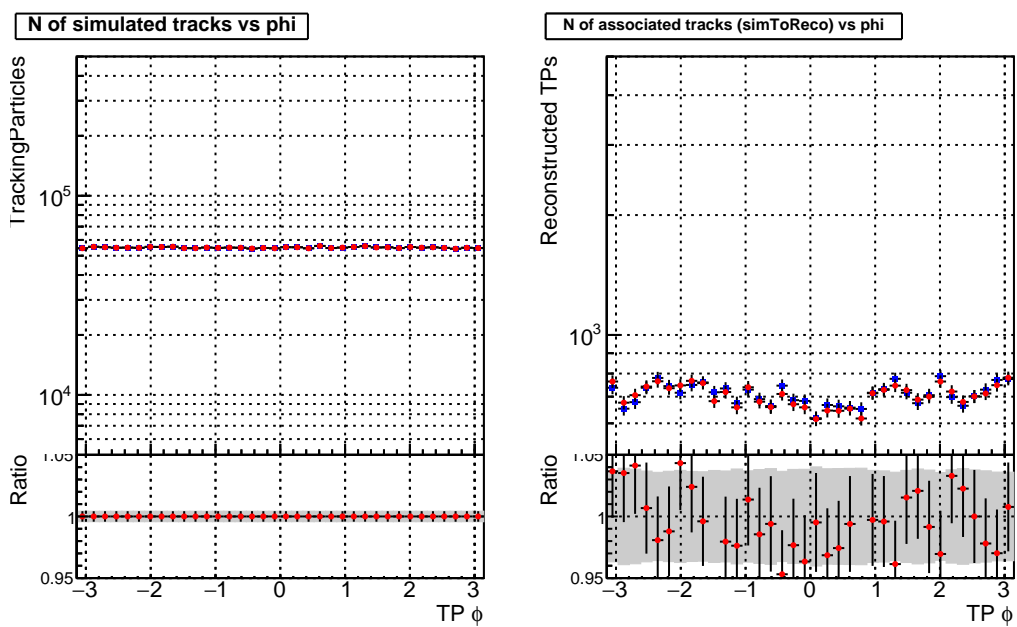 N of simulated tracks vs phi
TrackingParticles
10^5
10^4
1.05
Ratio
1
0.95
−3 −2 −1 0 1 2 3
TP ϕ
N of associated tracks (simToReco) vs phi
Reconstructed TPs
10^3
1.05
Ratio
1
0.95
−3 −2 −1 0 1 2 3
TP ϕ